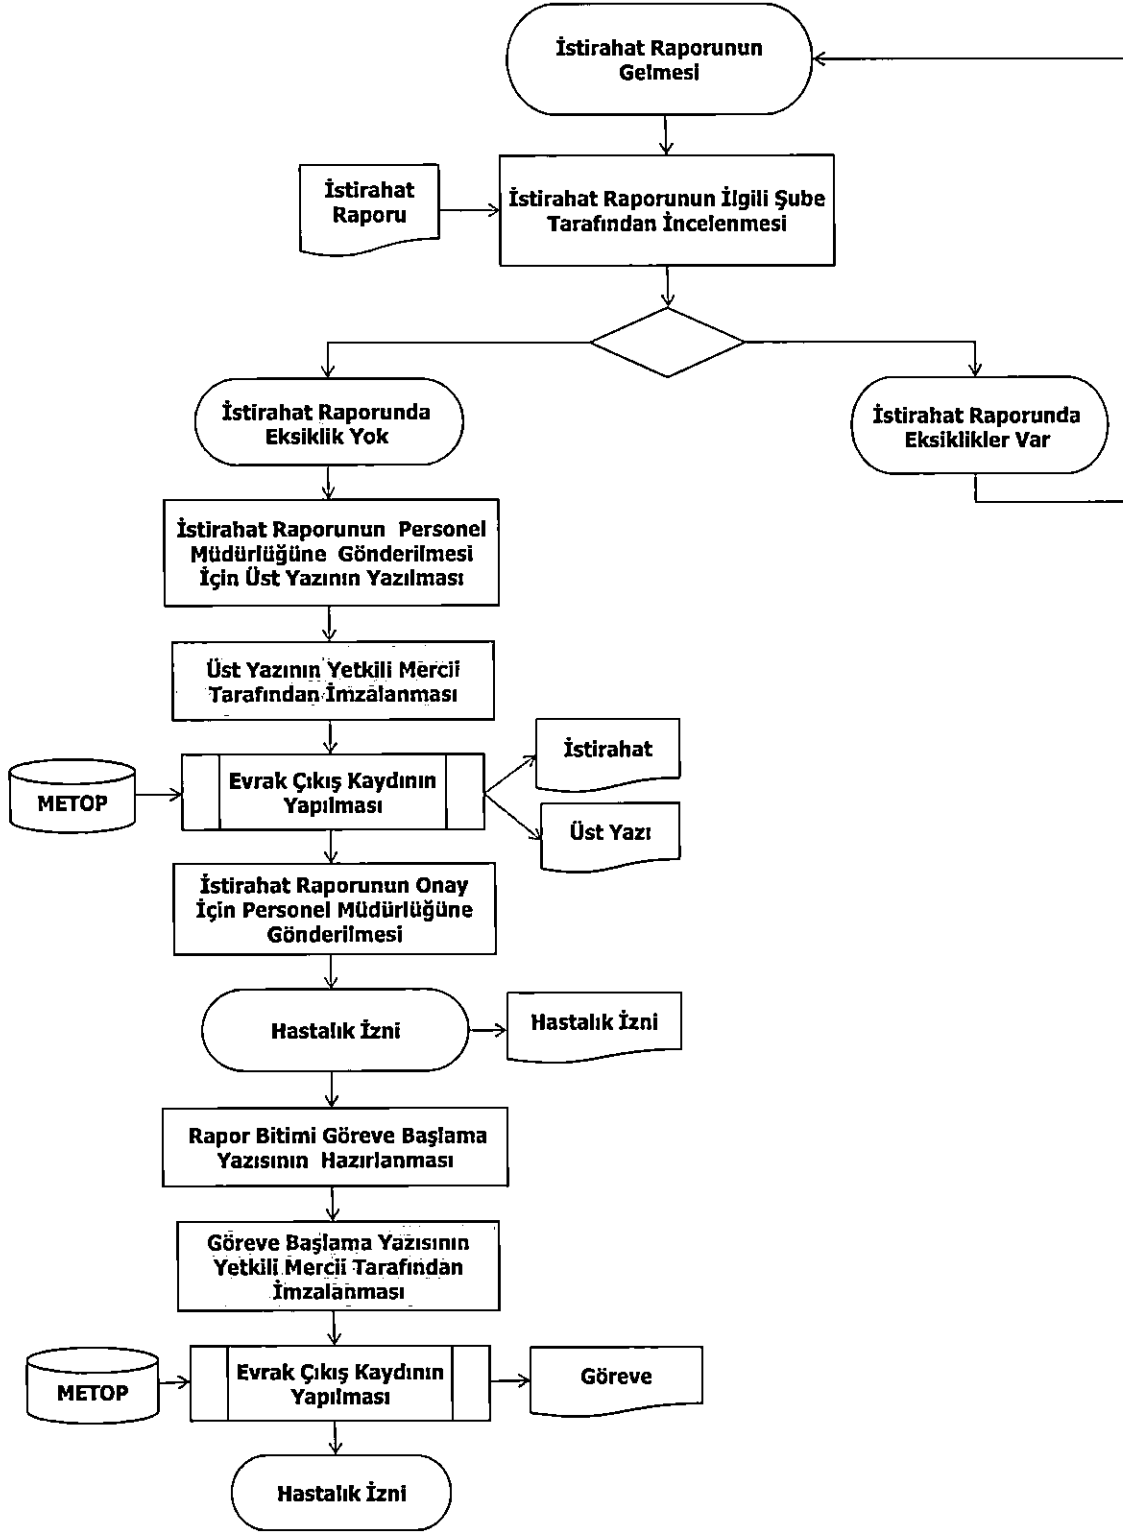 İstirahat Raporunun
Gelmesi
İstirahat
Raporu
İstirahat Raporunun İlgili Şube
Tarafından İncelenmesi
İstirahat Raporunda
Eksiklik Yok
İstirahat Raporunda
Eksiklikler Var
İstirahat Raporunun Personel
Müdürlüğüne Gönderilmesi
İçin Üst Yazının Yazılması
Üst Yazının Yetkili Mercii
Tarafından İmzalanması
METOP
Evrak Çıkış Kaydının
Yapılması
İstirahat
Üst Yazı
İstirahat Raporunun Onay
İçin Personel Müdürlüğüne
Gönderilmesi
Hastalık İzni
Hastalık İzni
Rapor Bitimi Göreve Başlama
Yazısının Hazırlanması
Göreve Başlama Yazısının
Yetkili Mercii Tarafından
İmzalanması
METOP
Evrak Çıkış Kaydının
Yapılması
Göreve
Hastalık İzni